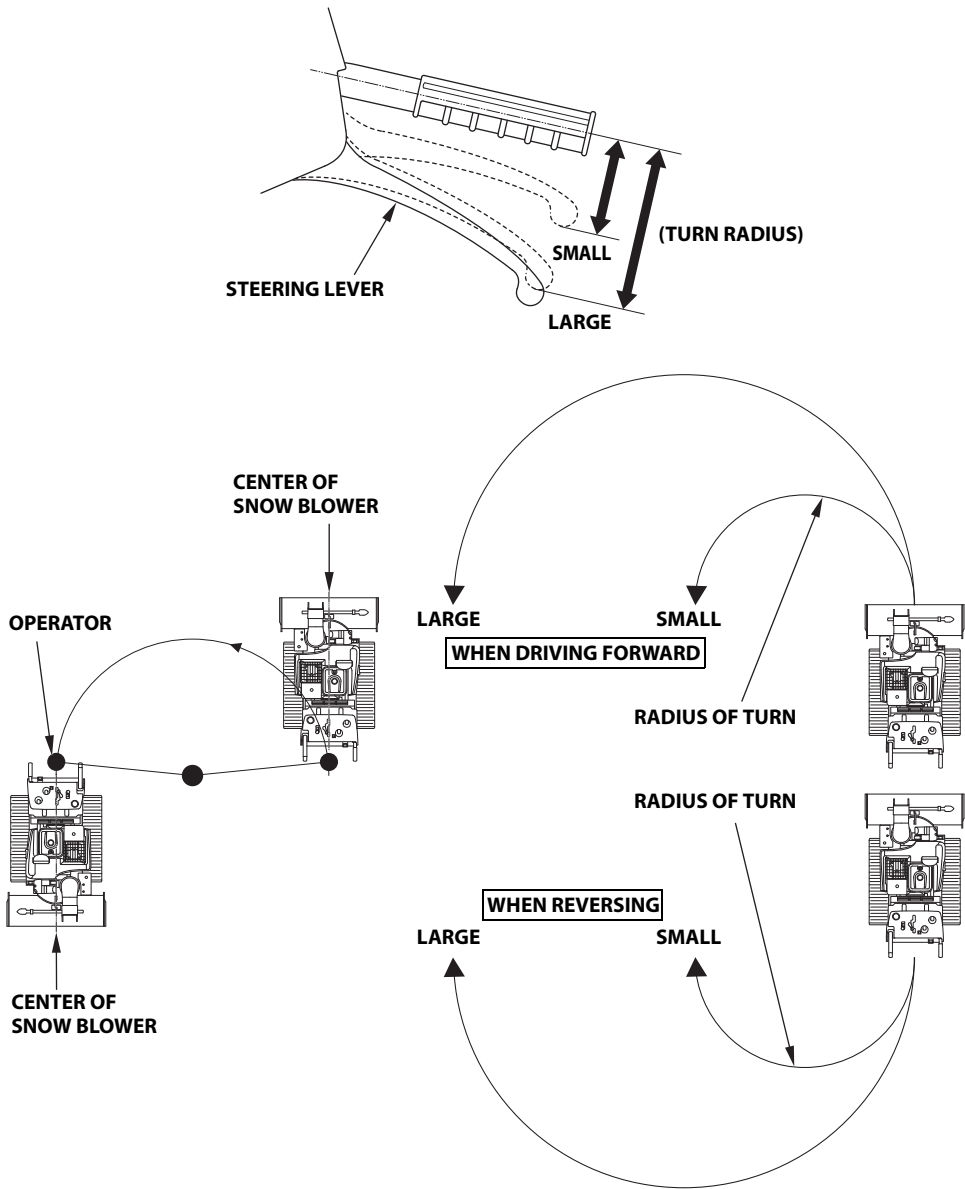 (TURN RADIUS)
SMALL
STEERING LEVER
LARGE
CENTER OF
SNOW BLOWER
OPERATOR
LARGE
SMALL
WHEN DRIVING FORWARD
RADIUS OF TURN
RADIUS OF TURN
WHEN REVERSING
LARGE
SMALL
CENTER OF
SNOW BLOWER